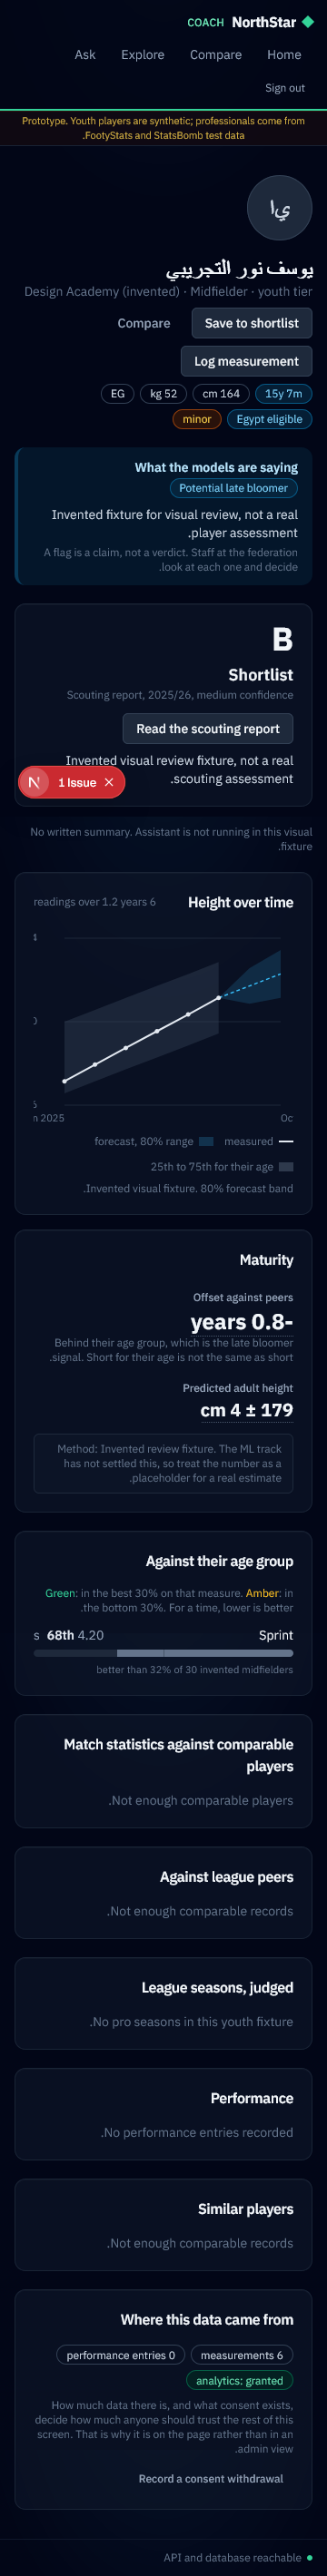 NorthStar COACH
Home Compare Explore Ask
Sign out
Prototype. Youth players are synthetic; professionals come from
FootyStats and StatsBomb test data.
يا
يوسف نور التجريبي
Design Academy (invented) · Midfielder · youth tier
Save to shortlist Compare
Log measurement
15y 7m 164 cm 52 kg EG
Egypt eligible minor
What the models are saying
Potential late bloomer
Invented fixture for visual review, not a real
player assessment.
A flag is a claim, not a verdict. Staff at the federation
look at each one and decide.
B
Shortlist
Scouting report, 2025/26, medium confidence
Read the scouting report
Invented visual review fixture, not a real
scouting assessment.
N 1 Issue ×
No written summary. Assistant is not running in this visual
fixture.
Height over time
6 readings over 1.2 years
2025
Oc
measured forecast, 80% range
25th to 75th for their age
Invented visual fixture. 80% forecast band.
Maturity
Offset against peers
-0.8 years
Behind their age group, which is the late bloomer
signal. Short for their age is not the same as short.
Predicted adult height
179 ± 4 cm
Method: Invented review fixture. The ML track
has not settled this, so treat the number as a
placeholder for a real estimate.
Against their age group
Green: in the best 30% on that measure. Amber: in
the bottom 30%. For a time, lower is better.
Sprint
4.20 s 68th
better than 32% of 30 invented midfielders
Match statistics against comparable
players
Not enough comparable players.
Against league peers
Not enough comparable records.
League seasons, judged
No pro seasons in this youth fixture.
Performance
No performance entries recorded.
Similar players
Not enough comparable records.
Where this data came from
6 measurements 0 performance entries
analytics: granted
How much data there is, and what consent exists,
decide how much anyone should trust the rest of this
screen. That is why it is on the page rather than in an
admin view.
Record a consent withdrawal
API and database reachable